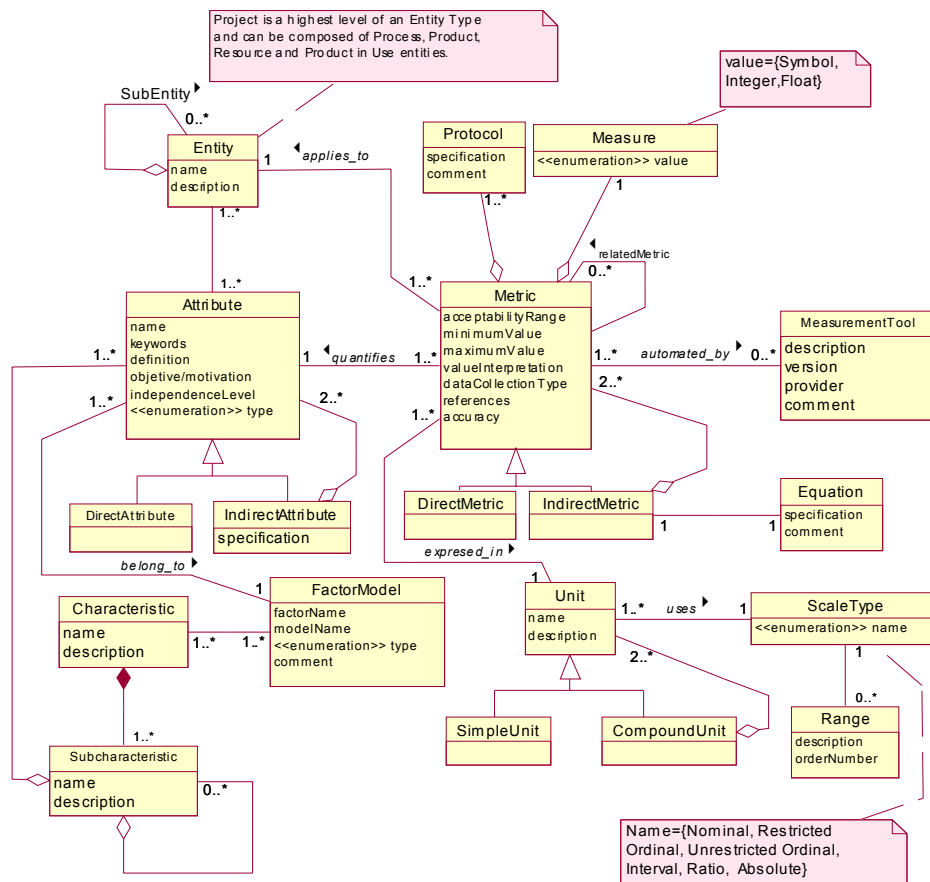 Project is a highest level of an Entity Type
and can be composed of Process, Product,
Resource and Product in Use entities.
value={Symbol,
Integer,Float}
SubEntity
0..*
Entity
name
description
1
applies_to
1..*
Protocol
specification
comment
1..*
Measure
<<enumeration>> value
1
relatedMetric
0..*
1..*
1..*
Attribute
name
keywords
definition
objetive/motivation
independenceLevel
<<enumeration>> type
1..*
1..*
1
quantifies
1..*
2..*
Metric
acceptabilityRange
minimumValue
maximumValue
valueInterpretation
dataCollectionType
references
accuracy
1..*
1..*
automated_by
0..*
2..*
MeasurementTool
description
version
provider
comment
DirectAttribute
IndirectAttribute
specification
DirectMetric
IndirectMetric
1
1
Equation
specification
comment
belong_to
1
expresed_in
1
FactorModel
factorName
modelName
<<enumeration>> type
comment
Characteristic
name
description
1..*
1..*
Unit
name
description
1..*
uses
1
2..*
ScaleType
<<enumeration>> name
1
0..*
SimpleUnit
CompoundUnit
Range
description
orderNumber
1..*
Subcharacteristic
name
description
0..*
Name={Nominal, Restricted
Ordinal, Unrestricted Ordinal,
Interval, Ratio, Absolute}